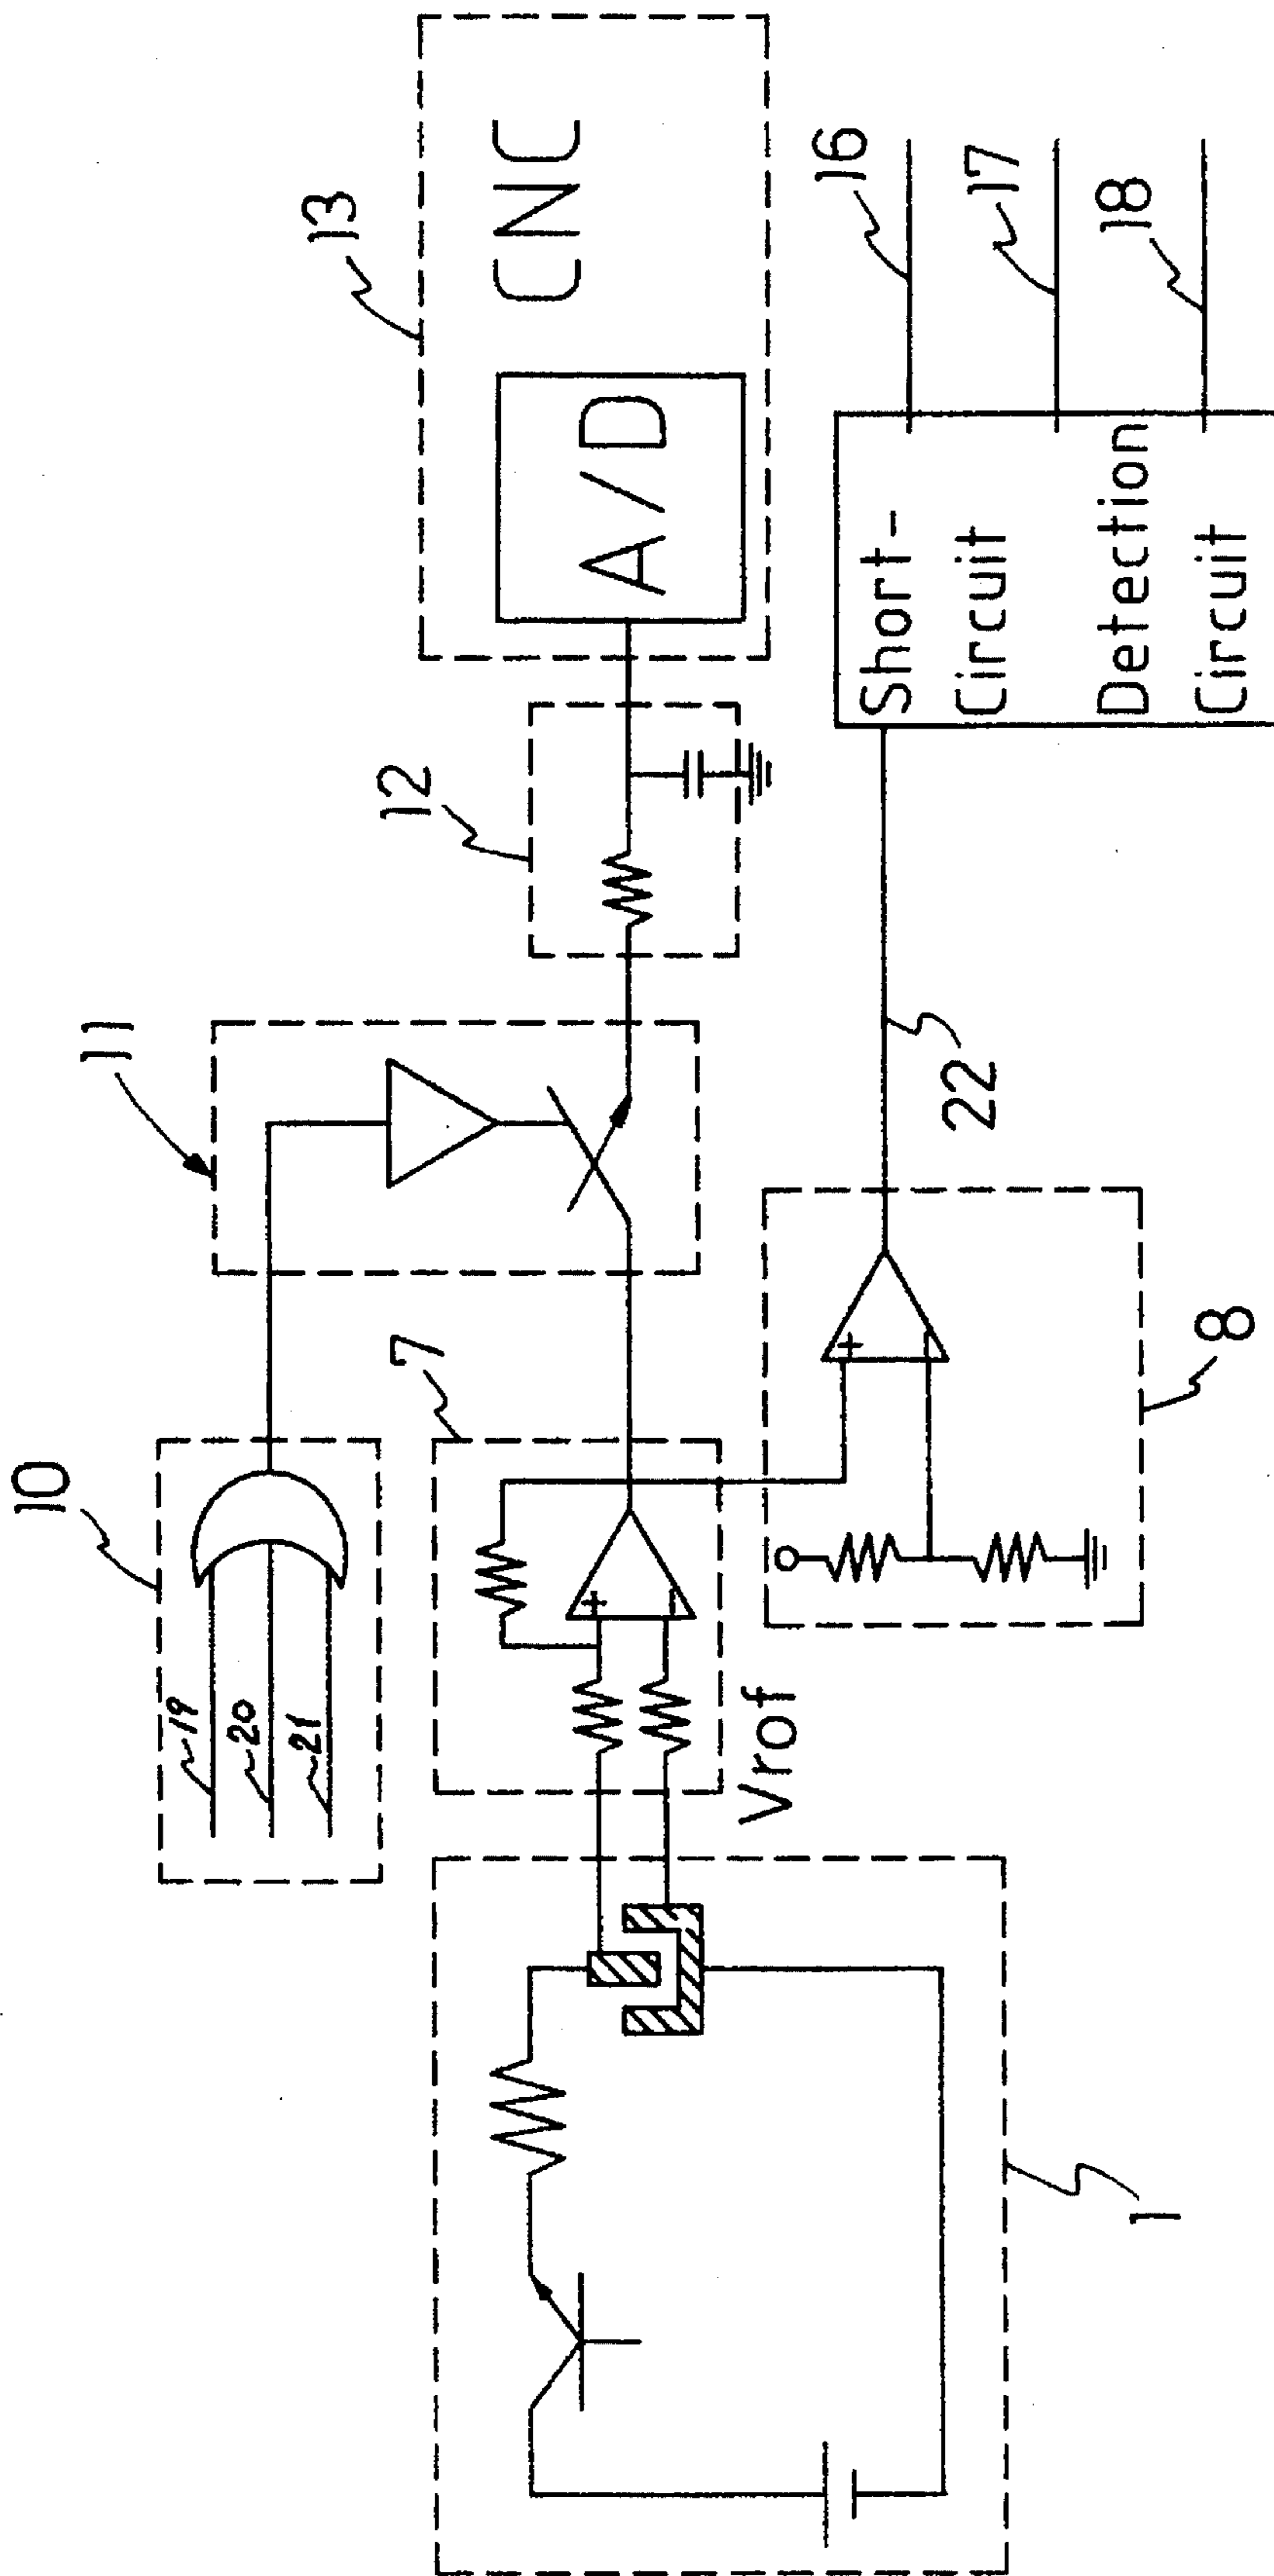 10
19
20
21
11
7
12
13
CNC
A/D
Vrof
1
8
22
Short-
Circuit
Detection
Circuit
16
17
18